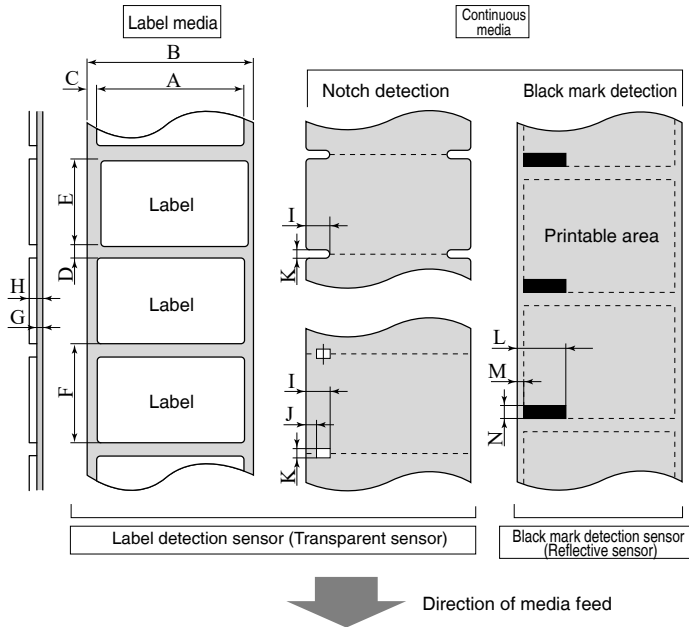 Label media
Continuous
media
B
C
A
Notch detection
Black mark detection
E
Label
I
Printable area
D
K
H
Label
G
L
I
M
F
Label
J
N
K
Label detection sensor (Transparent sensor)
Black mark detection sensor
(Reflective sensor)
Direction of media feed